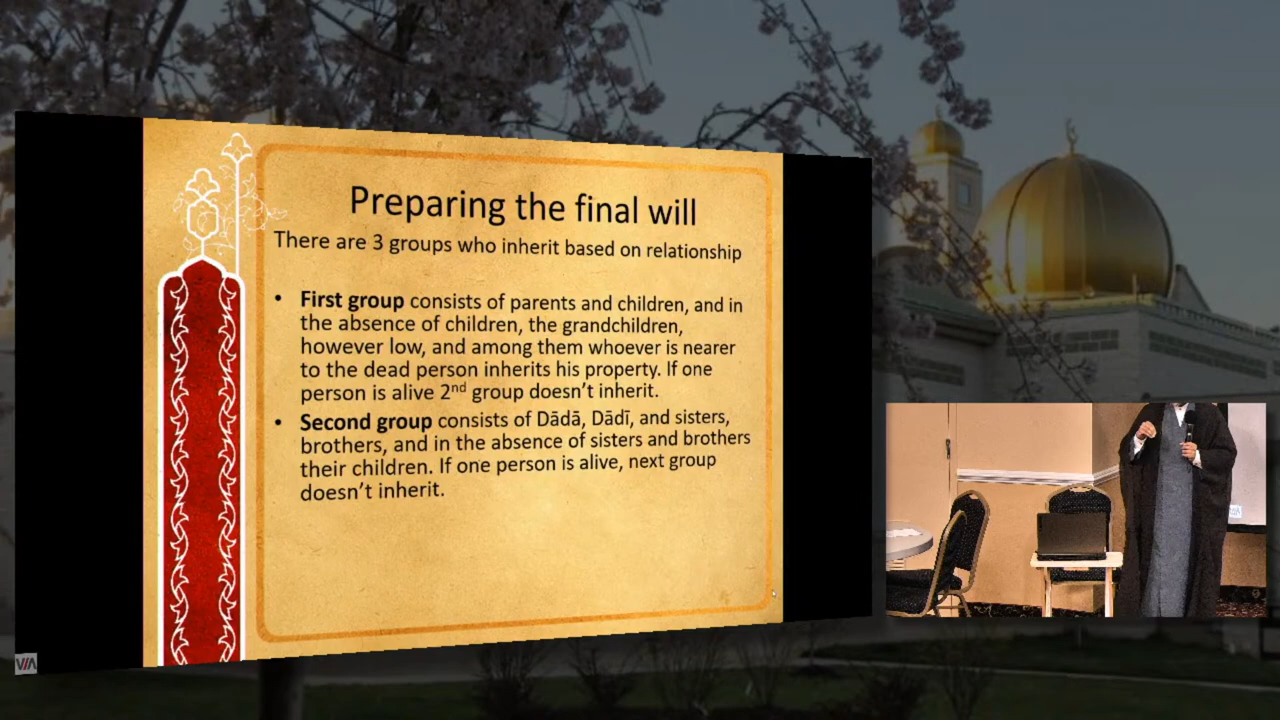 Preparing the final will
There are 3 groups who inherit based on relationship
• First group consists of parents and children, and in
the absence of children, the grandchildren,
however low, and among them whoever is nearer
to the dead person inherits his property. If one
person is alive 2nd group doesn't inherit.
• Second group consists of Dādā, Dādī, and sisters,
brothers, and in the absence of sisters and brothers
their children. If one person is alive, next group
doesn't inherit.
VIA